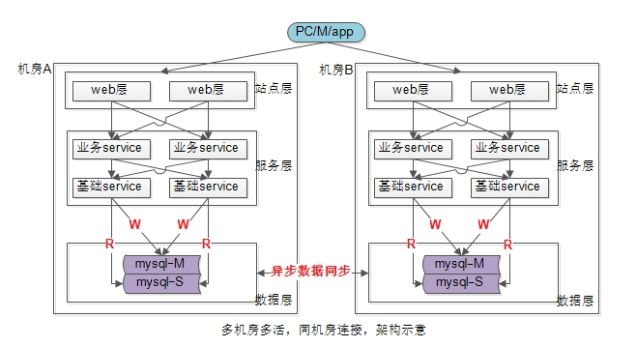 PC/M/app
机房A
机房B
web层
web层
站点层
web层
web层
站点层
业务service
业务service
服务层
业务service
业务service
服务层
基础service
基础service
基础service
基础service
W
W
W
W
R
R
R
R
mysql-M
mysql-S
数据层
异步数据同步
mysql-M
mysql-S
数据层
多机房多活，同机房连接，架构示意